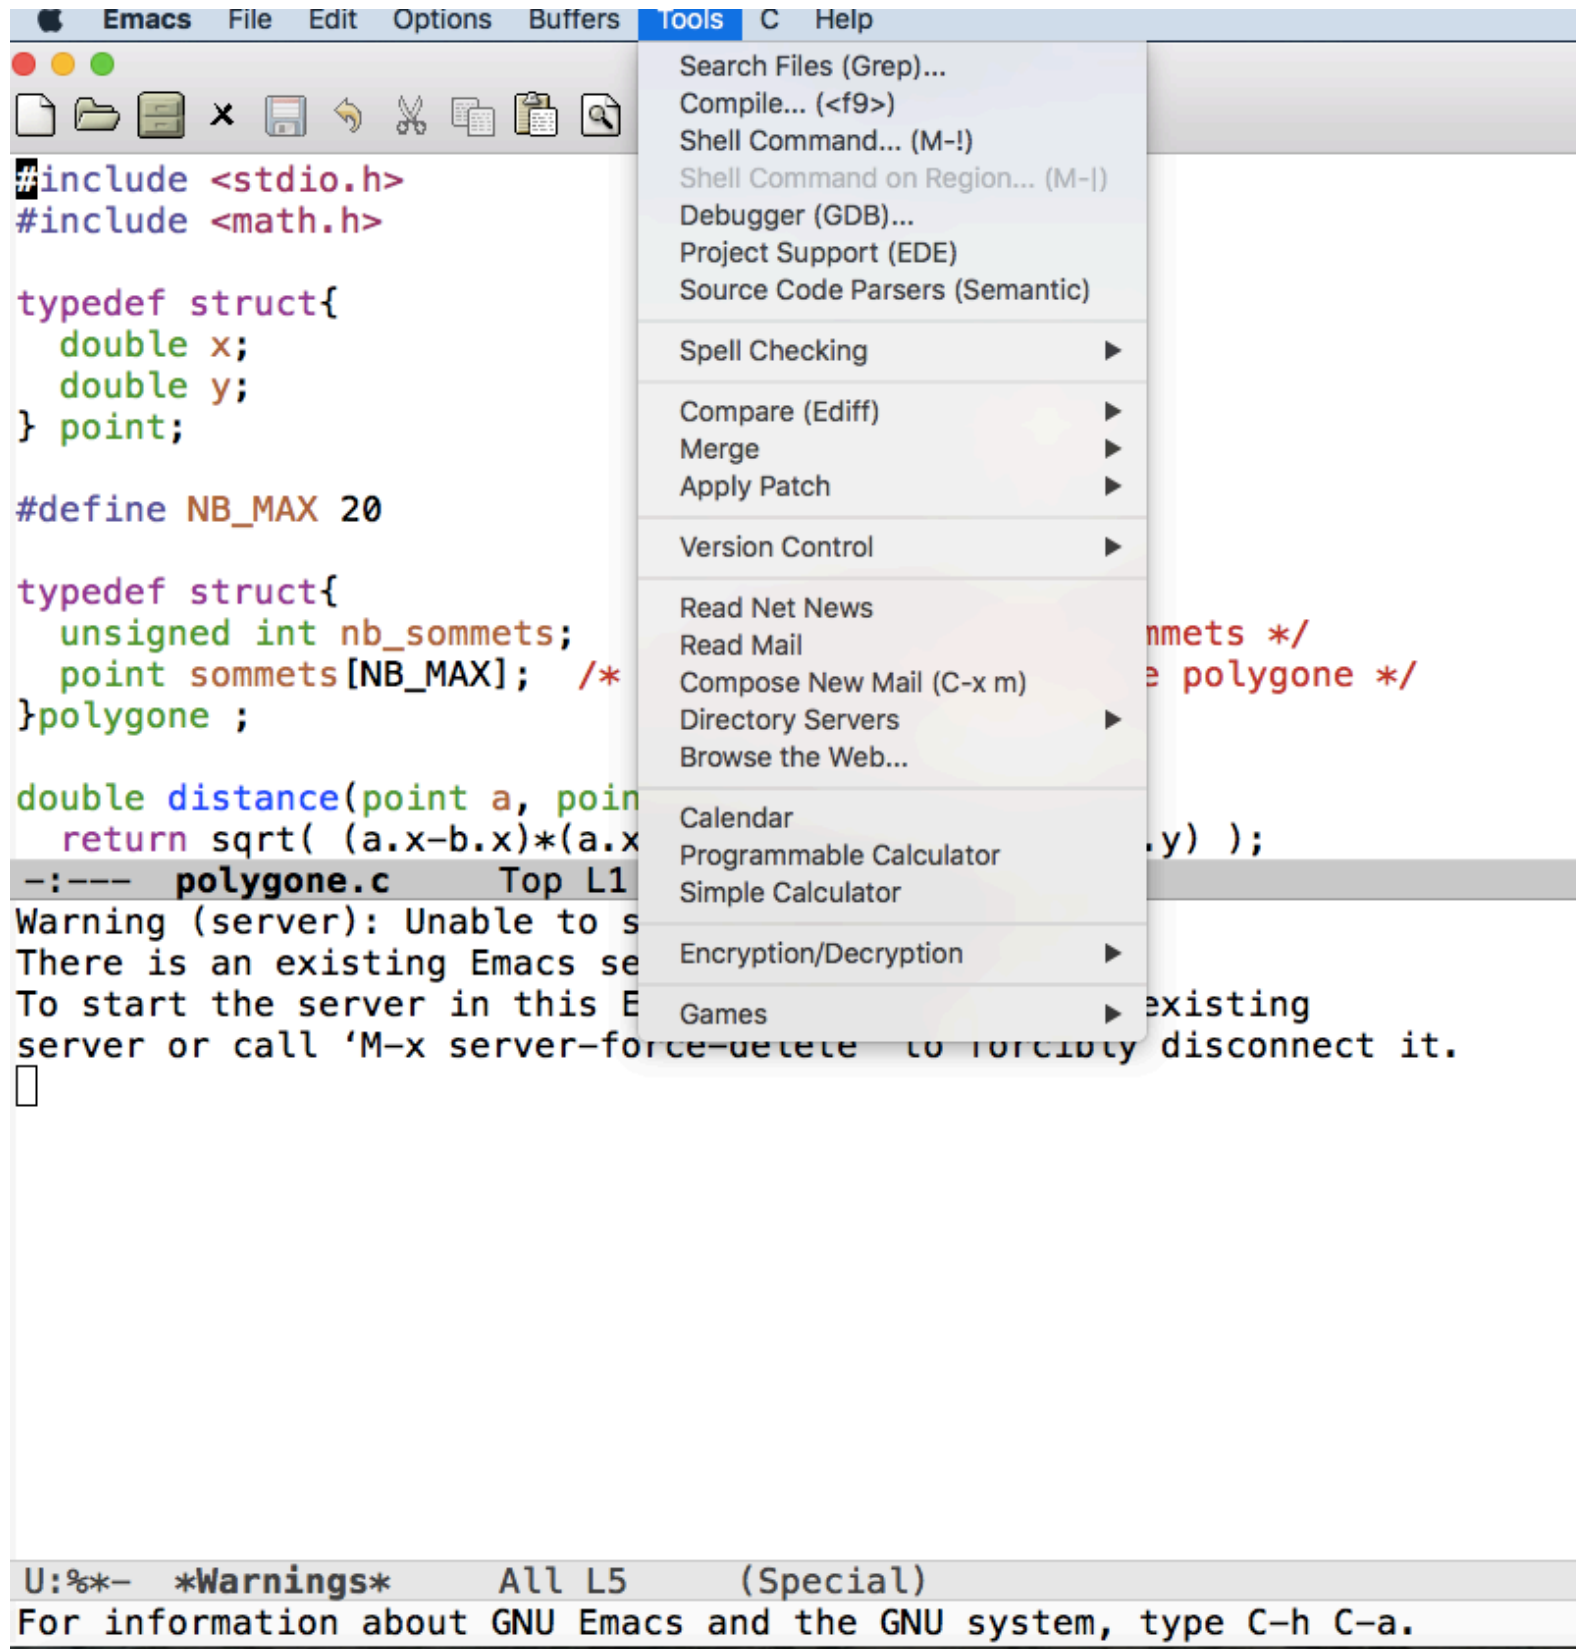 Emacs File Edit Options Buffers Tools C Help
Search Files (Grep)...
Compile... (<f9>)
Shell Command... (M-!)
Shell Command on Region... (M-|)
Debugger (GDB)...
Project Support (EDE)
Source Code Parsers (Semantic)
Spell Checking
Compare (Ediff)
Merge
Apply Patch
Version Control
Read Net News
Read Mail
Compose New Mail (C-x m)
Directory Servers
Browse the Web...
Calendar
Programmable Calculator
Simple Calculator
Encryption/Decryption
Games
#include <stdio.h>
#include <math.h>
typedef struct{
double x;
double y;
} point;
#define NB_MAX 20
typedef struct{
unsigned int nb_sommets; mmets */
point sommets[NB_MAX]; /* e polygone */
}polygone ;
double distance(point a, poin
return sqrt( (a.x-b.x)*(a.x .y) );
-:--- polygone.c Top L1
Warning (server): Unable to s
There is an existing Emacs se
To start the server in this E existing
server or call ‘M-x server-force-delete’ to forcibly disconnect it.
U:%*- *Warnings* All L5 (Special)
For information about GNU Emacs and the GNU system, type C-h C-a.